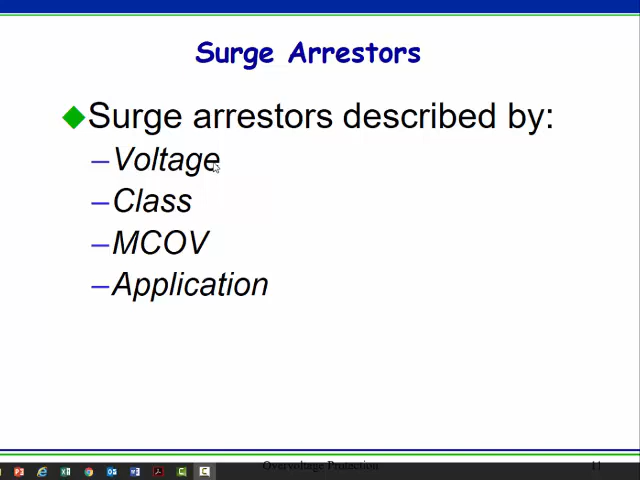 Surge Arrestors
Surge arrestors described by:
–Voltage
–Class
–MCOV
–Application
Overvoltage Protection
11